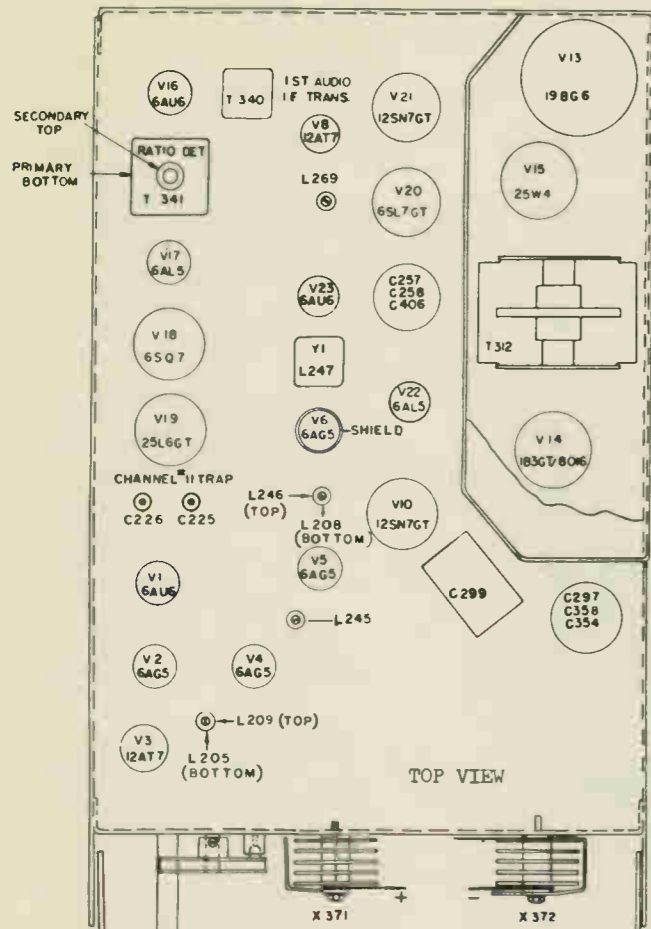 V13
19BG6
V16
6AU6
T 340
1ST AUDIO
I.F TRANS.
V21
12SN7GT
V8
12AT7
SECONDARY
TOP
RATIO DET
T 341
PRIMARY
BOTTOM
L269
V20
6SL7GT
V15
25W4
V17
6AL5
V23
6AU6
C257
C258
C406
V18
6SQ7
Y1
L247
T312
V22
6AL5
V19
25L6GT
V6
6AG5
SHIELD
V14
1B3GT/8016
CHANNEL #11 TRAP
C226
C225
L246
(TOP)
L208
(BOTTOM)
V10
12SN7GT
V1
6AU6
V5
6AG5
C299
C297
C358
C354
L245
V2
6AG5
V4
6AG5
L209 (TOP)
V3
12AT7
L205
(BOTTOM)
TOP VIEW
+
−
X 371
X 372